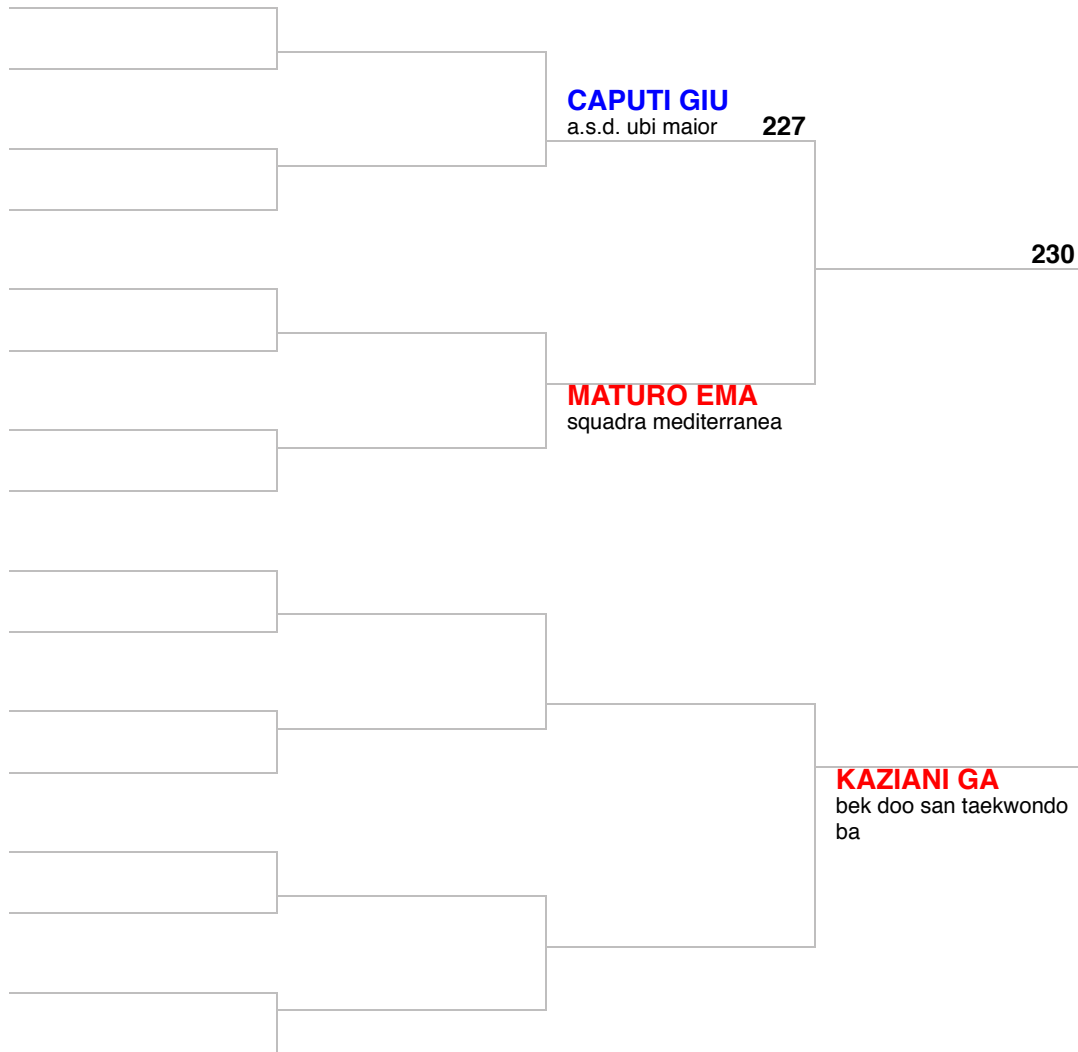 CAPUTI GIU
a.s.d. ubi maior
227
230
MATURO EMA
squadra mediterranea
KAZIANI GA
bek doo san taekwondo
ba